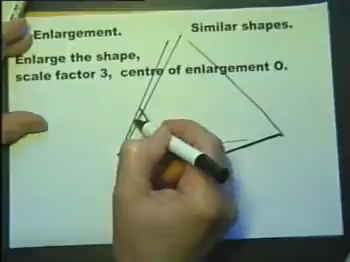 Enlargement. Similar shapes.
Enlarge the shape,
scale factor 3, centre of enlargement O.